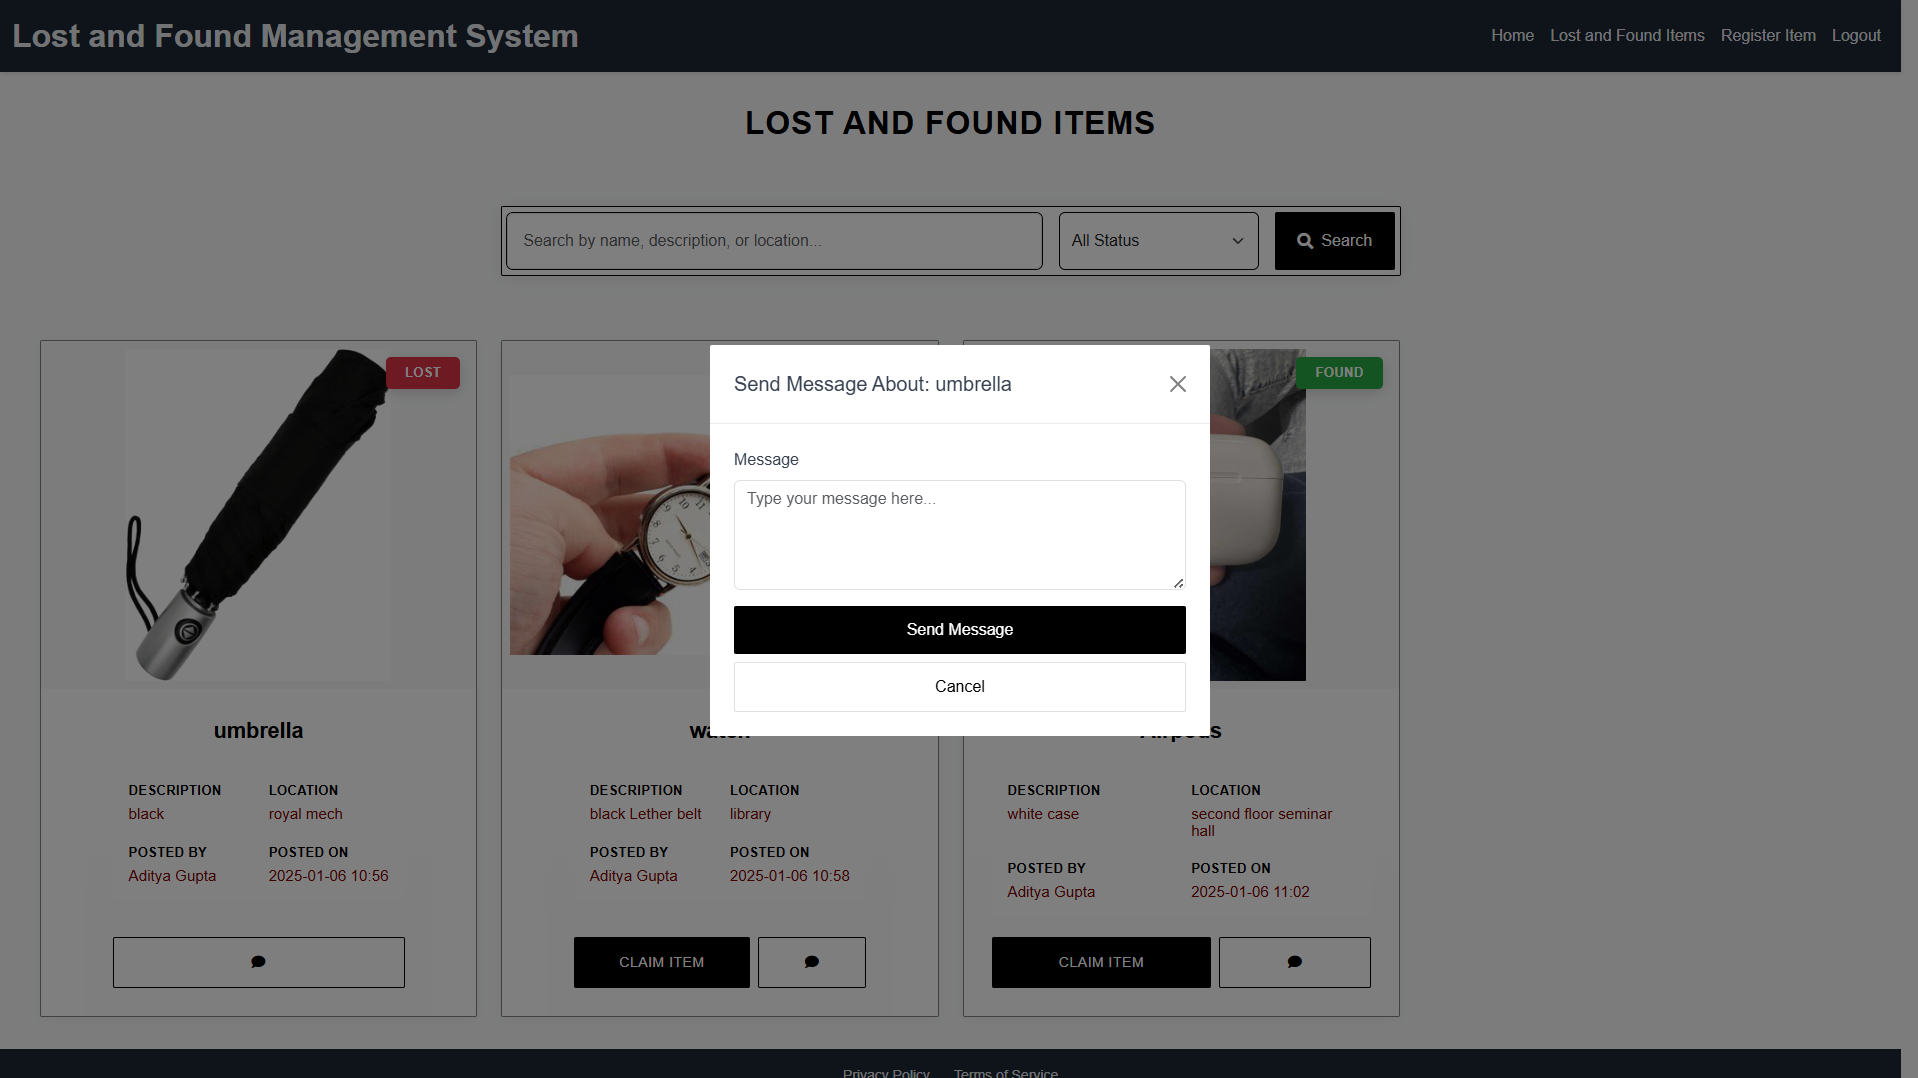 Lost and Found Management System
Home Lost and Found Items Register Item Logout
LOST AND FOUND ITEMS
Search by name, description, or location...
All Status
Search
LOST
FOUND
Send Message About: umbrella
Message
Type your message here...
Send Message
Cancel
umbrella
DESCRIPTION LOCATION
black royal mech
POSTED BY POSTED ON
Aditya Gupta 2025-01-06 10:56
watch
DESCRIPTION LOCATION
black Lether belt library
POSTED BY POSTED ON
Aditya Gupta 2025-01-06 10:58
CLAIM ITEM
Airpods
DESCRIPTION LOCATION
white case second floor seminar
hall
POSTED BY POSTED ON
Aditya Gupta 2025-01-06 11:02
CLAIM ITEM
Privacy Policy Terms of Service